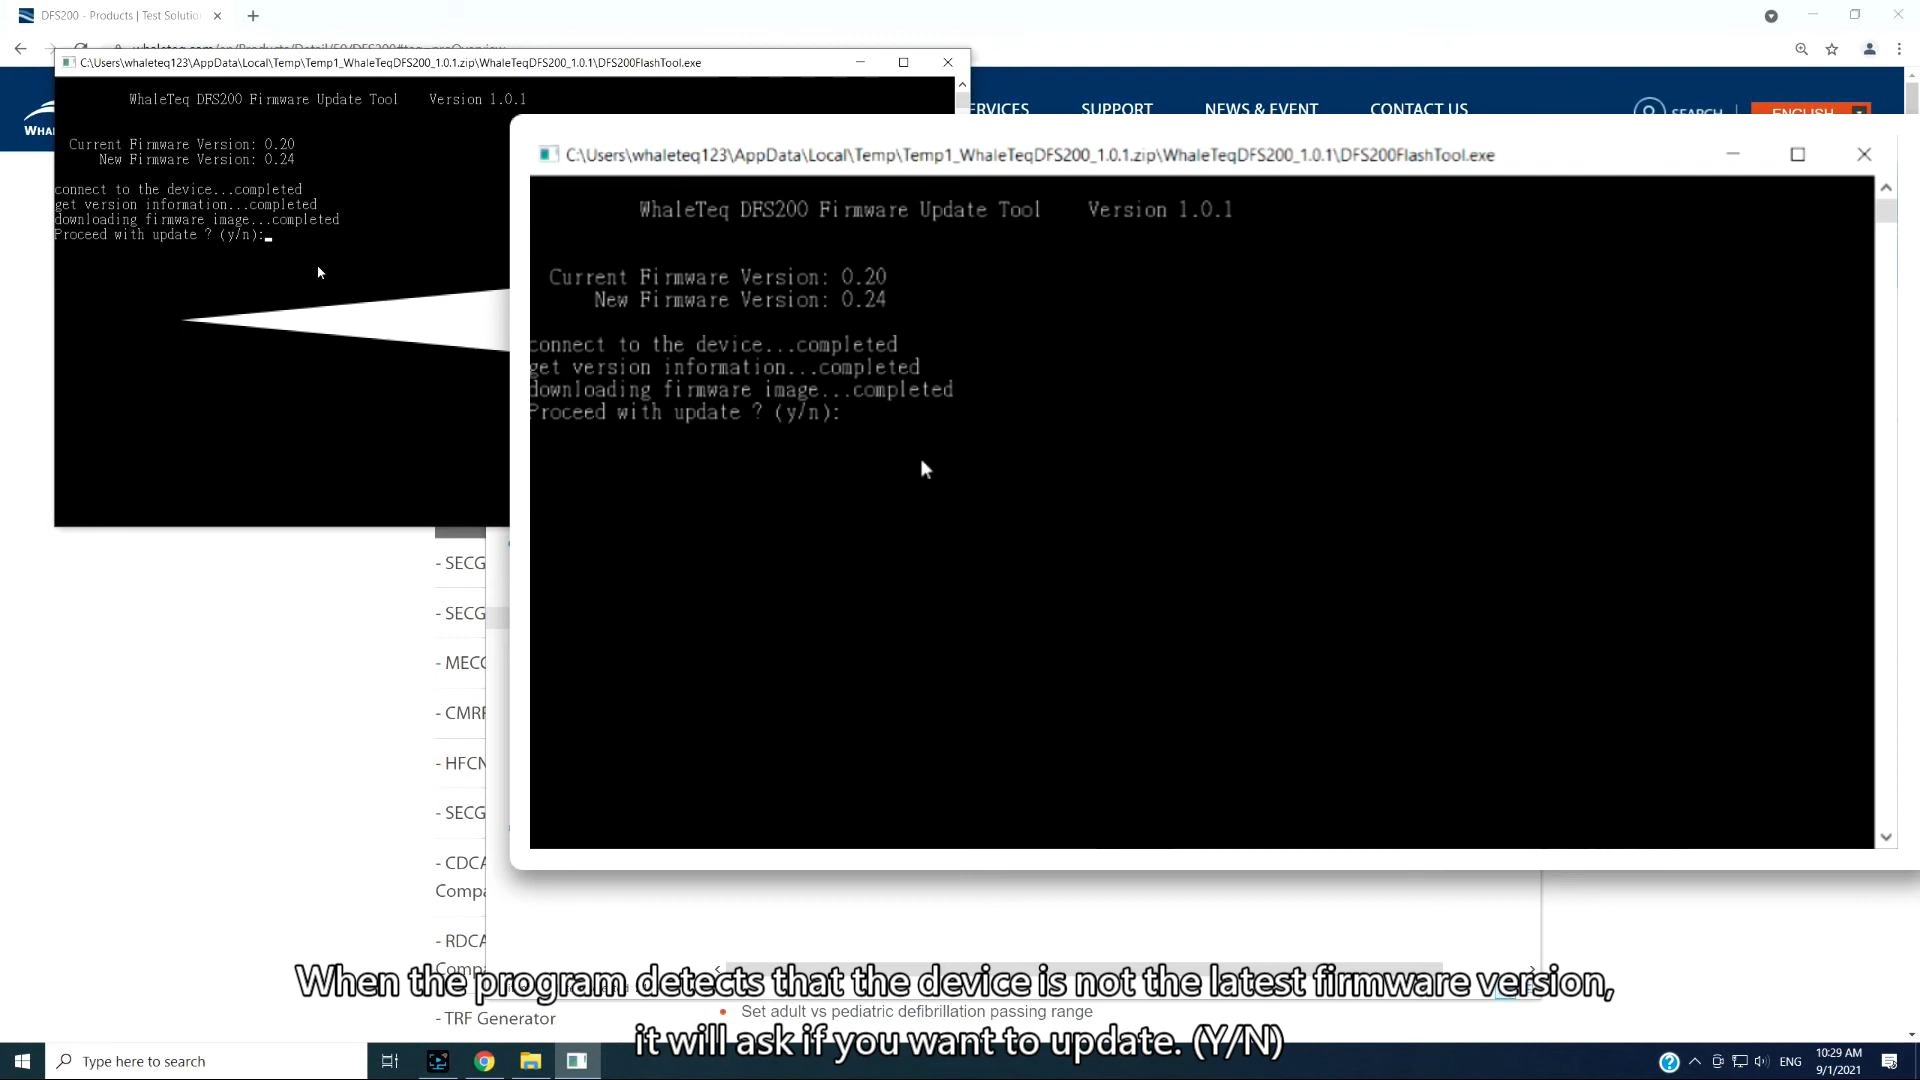 DFS200 - Products | Test Solutio
C:\Users\whaleteq123\AppData\Local\Temp\Temp1_WhaleTeqDFS200_1.0.1.zip\WhaleTeqDFS200_1.0.1\DFS200FlashTool.exe
WhaleTeq DFS200 Firmware Update Tool Version 1.0.1
Current Firmware Version: 0.20
New Firmware Version: 0.24
connect to the device...completed
get version information...completed
downloading firmware image...completed
Proceed with update ? (y/n):
WHA
ERVICES SUPPORT NEWS & EVENT CONTACT US SEARCH ENGLISH
C:\Users\whaleteq123\AppData\Local\Temp\Temp1_WhaleTeqDFS200_1.0.1.zip\WhaleTeqDFS200_1.0.1\DFS200FlashTool.exe
WhaleTeq DFS200 Firmware Update Tool Version 1.0.1
Current Firmware Version: 0.20
New Firmware Version: 0.24
connect to the device...completed
get version information...completed
downloading firmware image...completed
Proceed with update ? (y/n):
- SECG
- SECG
- MECG
- CMRR
- HFCN
- SECG
- CDCA
Compa
- RDCA
Compa
- TRF Generator
Set adult vs pediatric defibrillation passing range
When the program detects that the device is not the latest firmware version,
it will ask if you want to update. (Y/N)
Type here to search
ENG
10:29 AM
9/1/2021